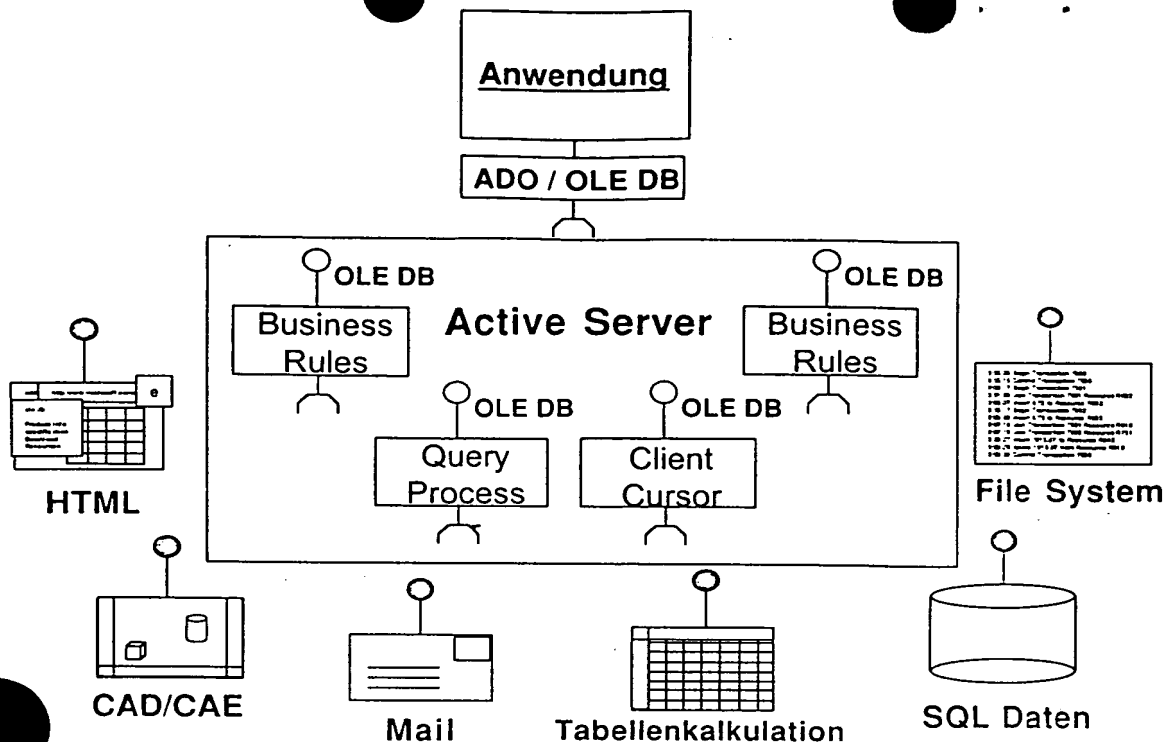 Anwendung
ADO / OLE DB
OLE DB
OLE DB
Business
Rules
Active Server
Business
Rules
OLE DB
OLE DB
Query
Process
Client
Cursor
HTML
File System
CAD/CAE
Mail
Tabellenkalkulation
SQL Daten